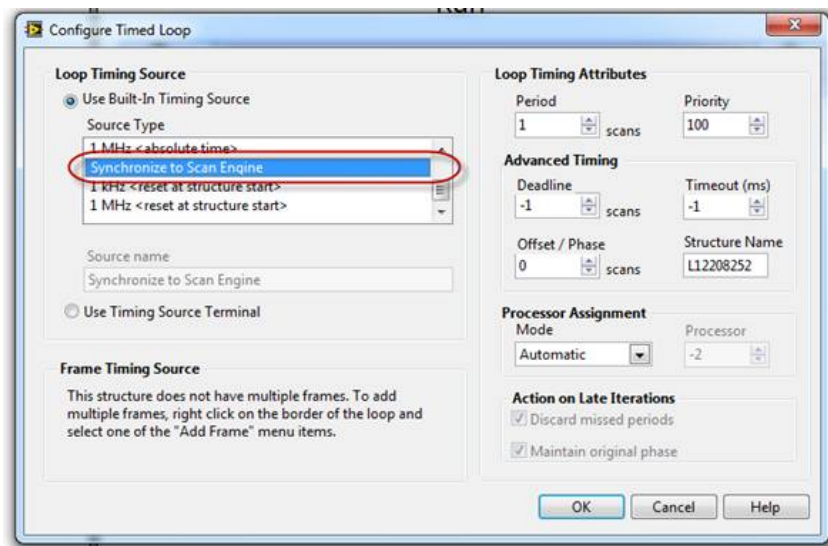 Configure Timed Loop
Loop Timing Source
Use Built-In Timing Source
Source Type
1 MHz <absolute time>
Synchronize to Scan Engine
1 kHz <reset at structure start>
1 MHz <reset at structure start>
Source name
Synchronize to Scan Engine
Use Timing Source Terminal
Frame Timing Source
This structure does not have multiple frames. To add
multiple frames, right click on the border of the loop and
select one of the "Add Frame" menu items.
Loop Timing Attributes
Period Priority
1 scans 100
Advanced Timing
Deadline Timeout (ms)
-1 scans -1
Offset / Phase Structure Name
0 scans L12208252
Processor Assignment
Mode Processor
Automatic -2
Action on Late Iterations
Discard missed periods
Maintain original phase
OK Cancel Help